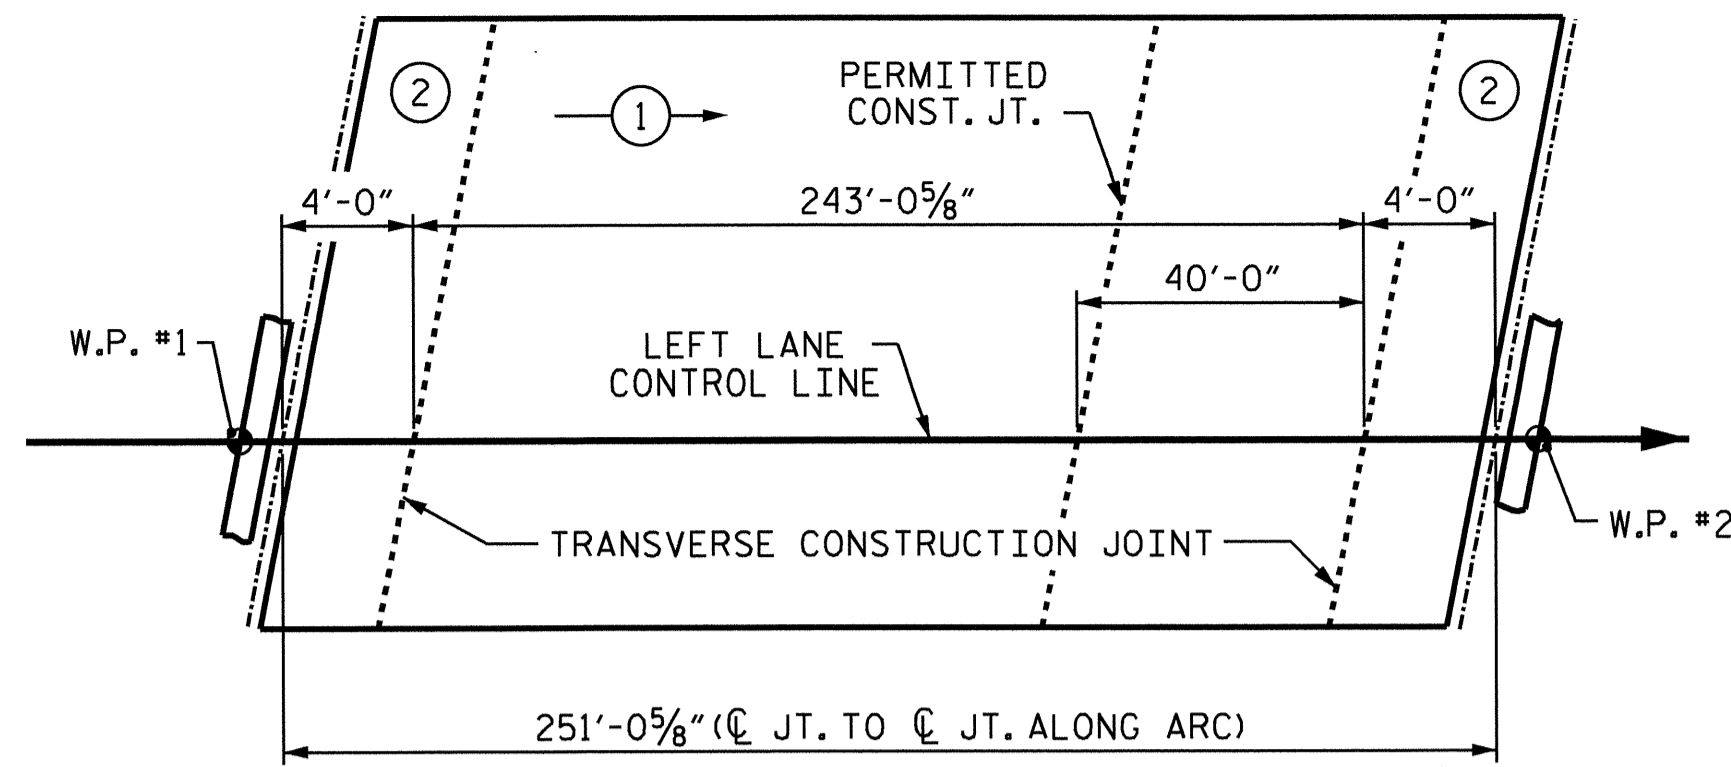 2
1
PERMITTED
CONST. JT.
2
4'-0"
243'-0⅝"
4'-0"
40'-0"
W.P. #1
LEFT LANE
CONTROL LINE
TRANSVERSE CONSTRUCTION JOINT
W.P. #2
251'-0⅝" (℄ JT. TO ℄ JT. ALONG ARC)